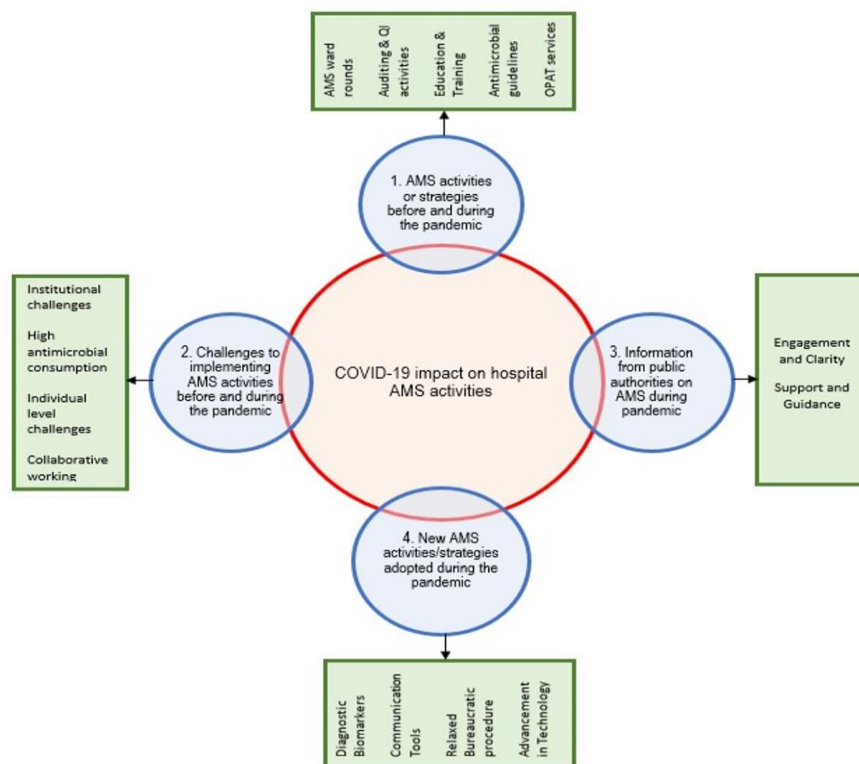 AMS ward
rounds
Auditing & QI
activities
Education &
Training
Antimicrobial
guidelines
OPAT services
1. AMS activities
or strategies
before and during
the pandemic
Institutional
challenges
High
antimicrobial
consumption
Individual
level
challenges
Collaborative
working
2. Challenges to
implementing
AMS activities
before and during
the pandemic
COVID-19 impact on hospital
AMS activities
3. Information
from public
authorities on
AMS during
pandemic
Engagement
and Clarity
Support and
Guidance
4. New AMS
activities/strategies
adopted during the
pandemic
Diagnostic
Biomarkers
Communication
Tools
Relaxed
Bureaucratic
procedure
Advancement
in Technology